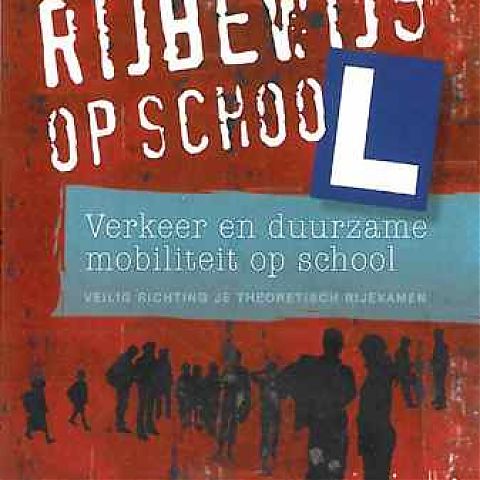 RIJBEWIJS
OP SCHOOL
Verkeer en duurzame
mobiliteit op school
VEILIG RICHTING JE THEORETISCH RIJEXAMEN